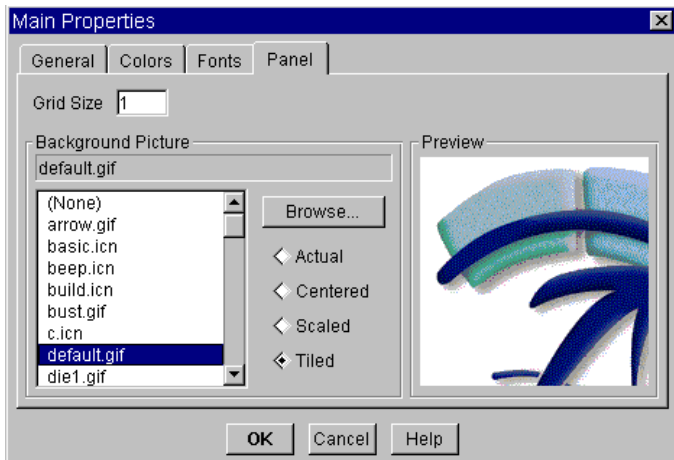 Main Properties
General Colors Fonts Panel
Grid Size 1
Background Picture
default.gif
(None)
arrow.gif
basic.icn
beep.icn
build.icn
bust.gif
c.icn
default.gif
die1.gif
Browse...
Actual
Centered
Scaled
Tiled
Preview
OK Cancel Help